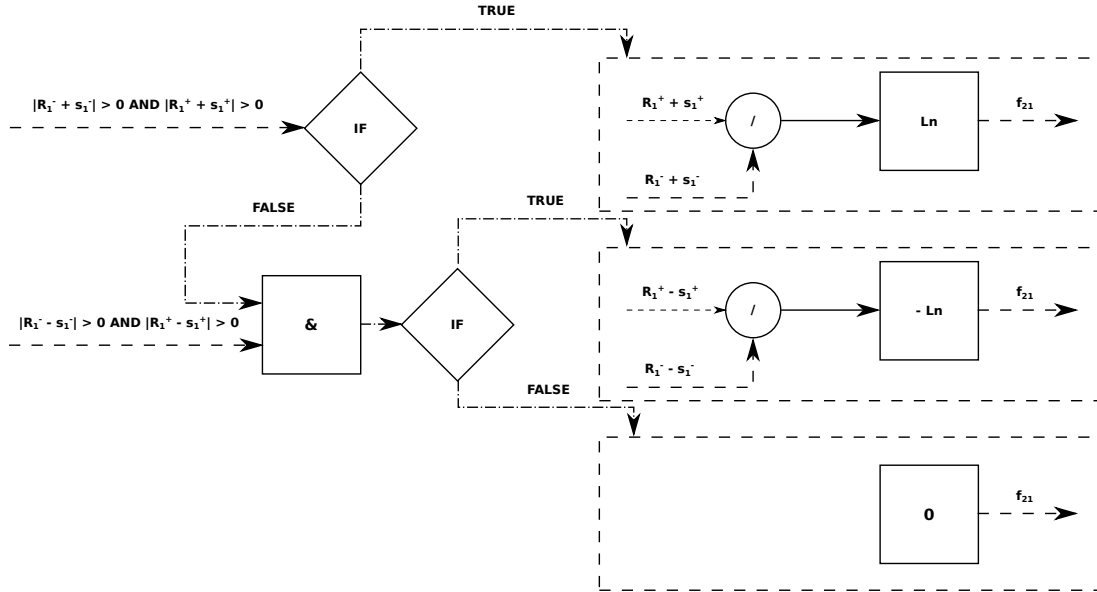 TRUE
|R₁⁻ + s₁⁻| > 0 AND |R₁⁺ + s₁⁺| > 0
IF
R₁⁺ + s₁⁺
/
Ln
f₂₁
R₁⁻ + s₁⁻
FALSE
TRUE
|R₁⁻ - s₁⁻| > 0 AND |R₁⁺ - s₁⁺| > 0
&
IF
R₁⁺ - s₁⁺
/
- Ln
f₂₁
R₁⁻ - s₁⁻
FALSE
0
f₂₁